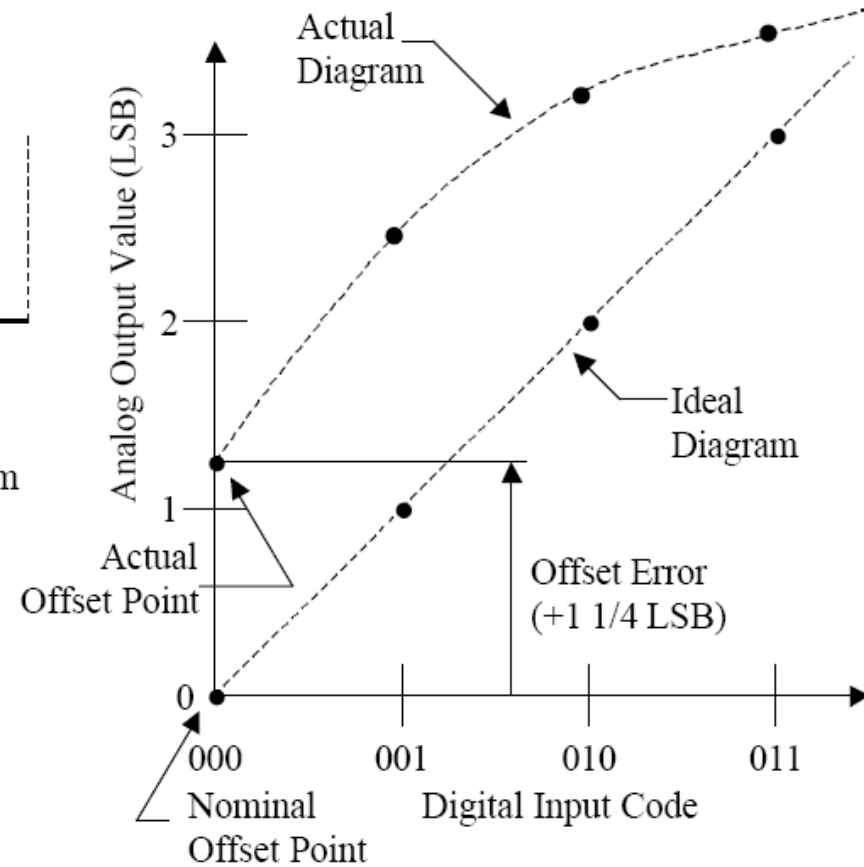 Actual
Diagram
Analog Output Value (LSB)
3
2
1
0
Ideal
Diagram
Actual
Offset Point
Offset Error
(+1 1/4 LSB)
000
001
010
011
Nominal
Offset Point
Digital Input Code